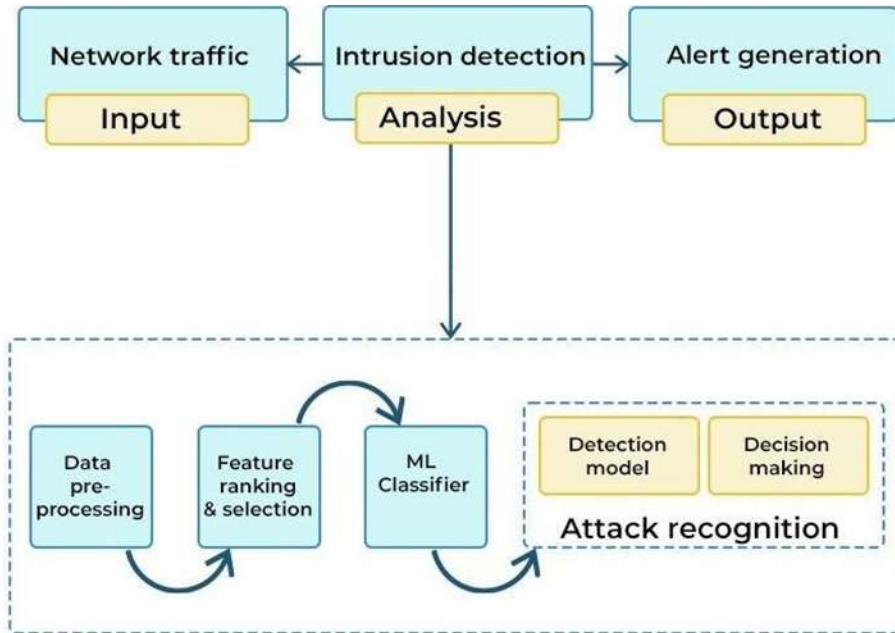 Network traffic
Input
Intrusion detection
Analysis
Alert generation
Output
Data
pre-
processing
Feature
ranking
& selection
ML
Classifier
Detection
model
Decision
making
Attack recognition